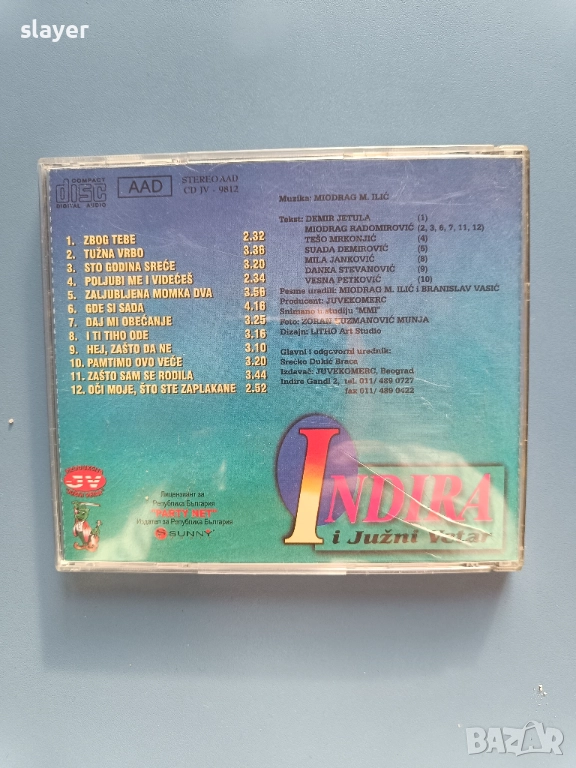 slayer
COMPACT
disc
DIGITAL AUDIO
AAD
STEREO AAD
CD JV - 9812
1. ZBOG TEBE 2.32
2. TUŽNA VRBO 3.36
3. STO GODINA SREĆE 3.20
4. POLJUBI ME I VIDEĆEŠ 2.34
5. ZALJUBLJENA MOMKA DVA 3.56
6. GDE SI SADA 4.16
7. DAJ MI OBEĆANJE 3.25
8. I TI TIHO ODE 3.16
9. HEJ, ZAŠTO DA NE 3.10
10. PAMTIMO OVO VEČE 3.20
11. ZAŠTO SAM SE RODILA 3,44
12. OČI MOJE, ŠTO STE ZAPLAKANE 2.52
Muzika: MIODRAG M. ILIĆ
Tekst: DEMIR JETULA (1)
MIODRAG RADOMIROVIĆ (2, 3, 6, 7, 11, 12)
TEŠO MRKONJIĆ (4)
SUADA DEMIROVIĆ (5)
MILA JANKOVIĆ (8)
DANKA STEVANOVIĆ (9)
VESNA PETKOVIĆ (10)
Pesme uradili: MIODRAG M. ILIĆ i BRANISLAV VASIĆ
Producent: JUVEKOMERC
Snimano u studiju "MMI"
Foto: ZORAN KUZMANOVIĆ MUNJA
Dizajn: LITHO Art Studio
Glavni i odgovorni urednik:
Srećko Đukić Braca
Izdavač: JUVEKOMERC, Beograd
Indire Gandi 2, tel. 011/ 489 0727
fax 011/ 489 0422
JV
Лицензиянт за
Република България
"PARTY NET"
Издател за Република България
SUNNY
INDIRA
i Južni Vetar
BAZAR